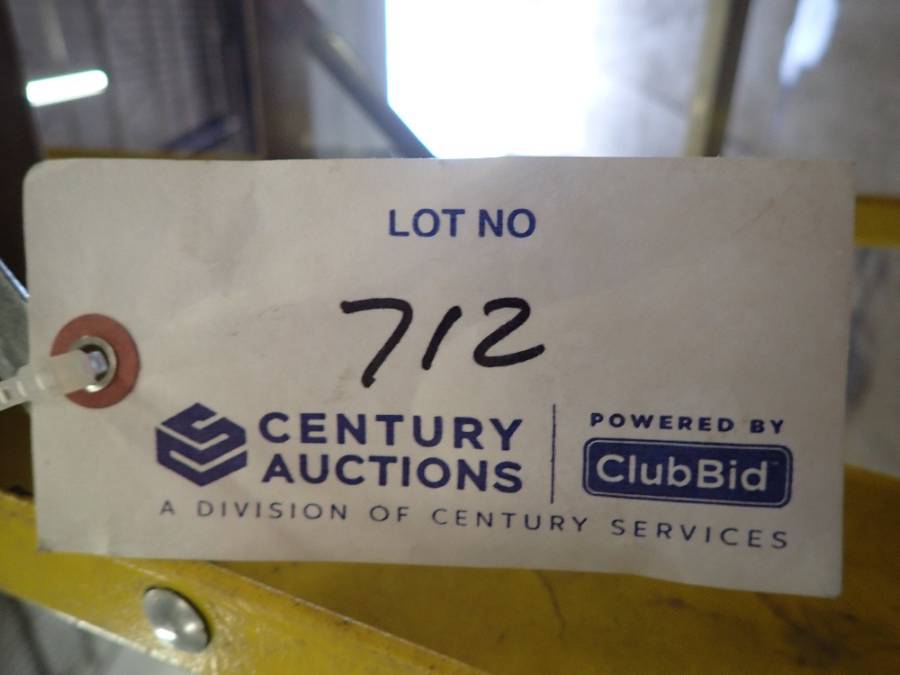 LOT NO
712
CENTURY
AUCTIONS
POWERED BY
ClubBid
A DIVISION OF CENTURY SERVICES